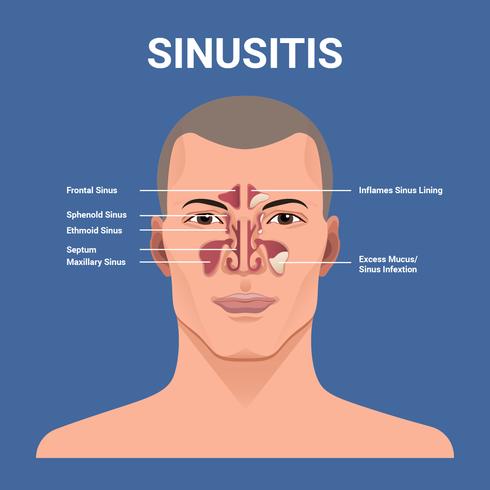 SINUSITIS
Frontal Sinus
Sphenold Sinus
Ethmoid Sinus
Septum
Maxillary Sinus
Inflames Sinus Lining
Excess Mucus/
Sinus Infextion